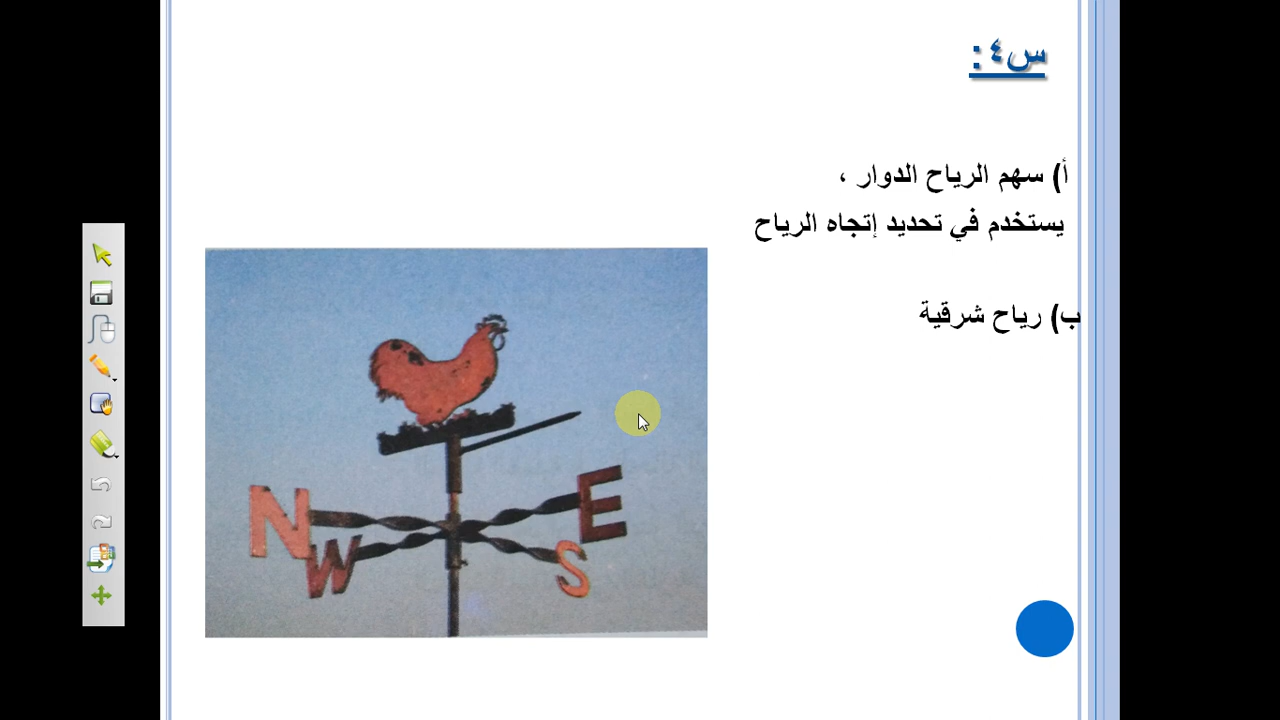 س٤ :
أ) سهم الرياح الدوار ،
يستخدم في تحديد إتجاه الرياح
ب) رياح شرقية
N
E
W
S